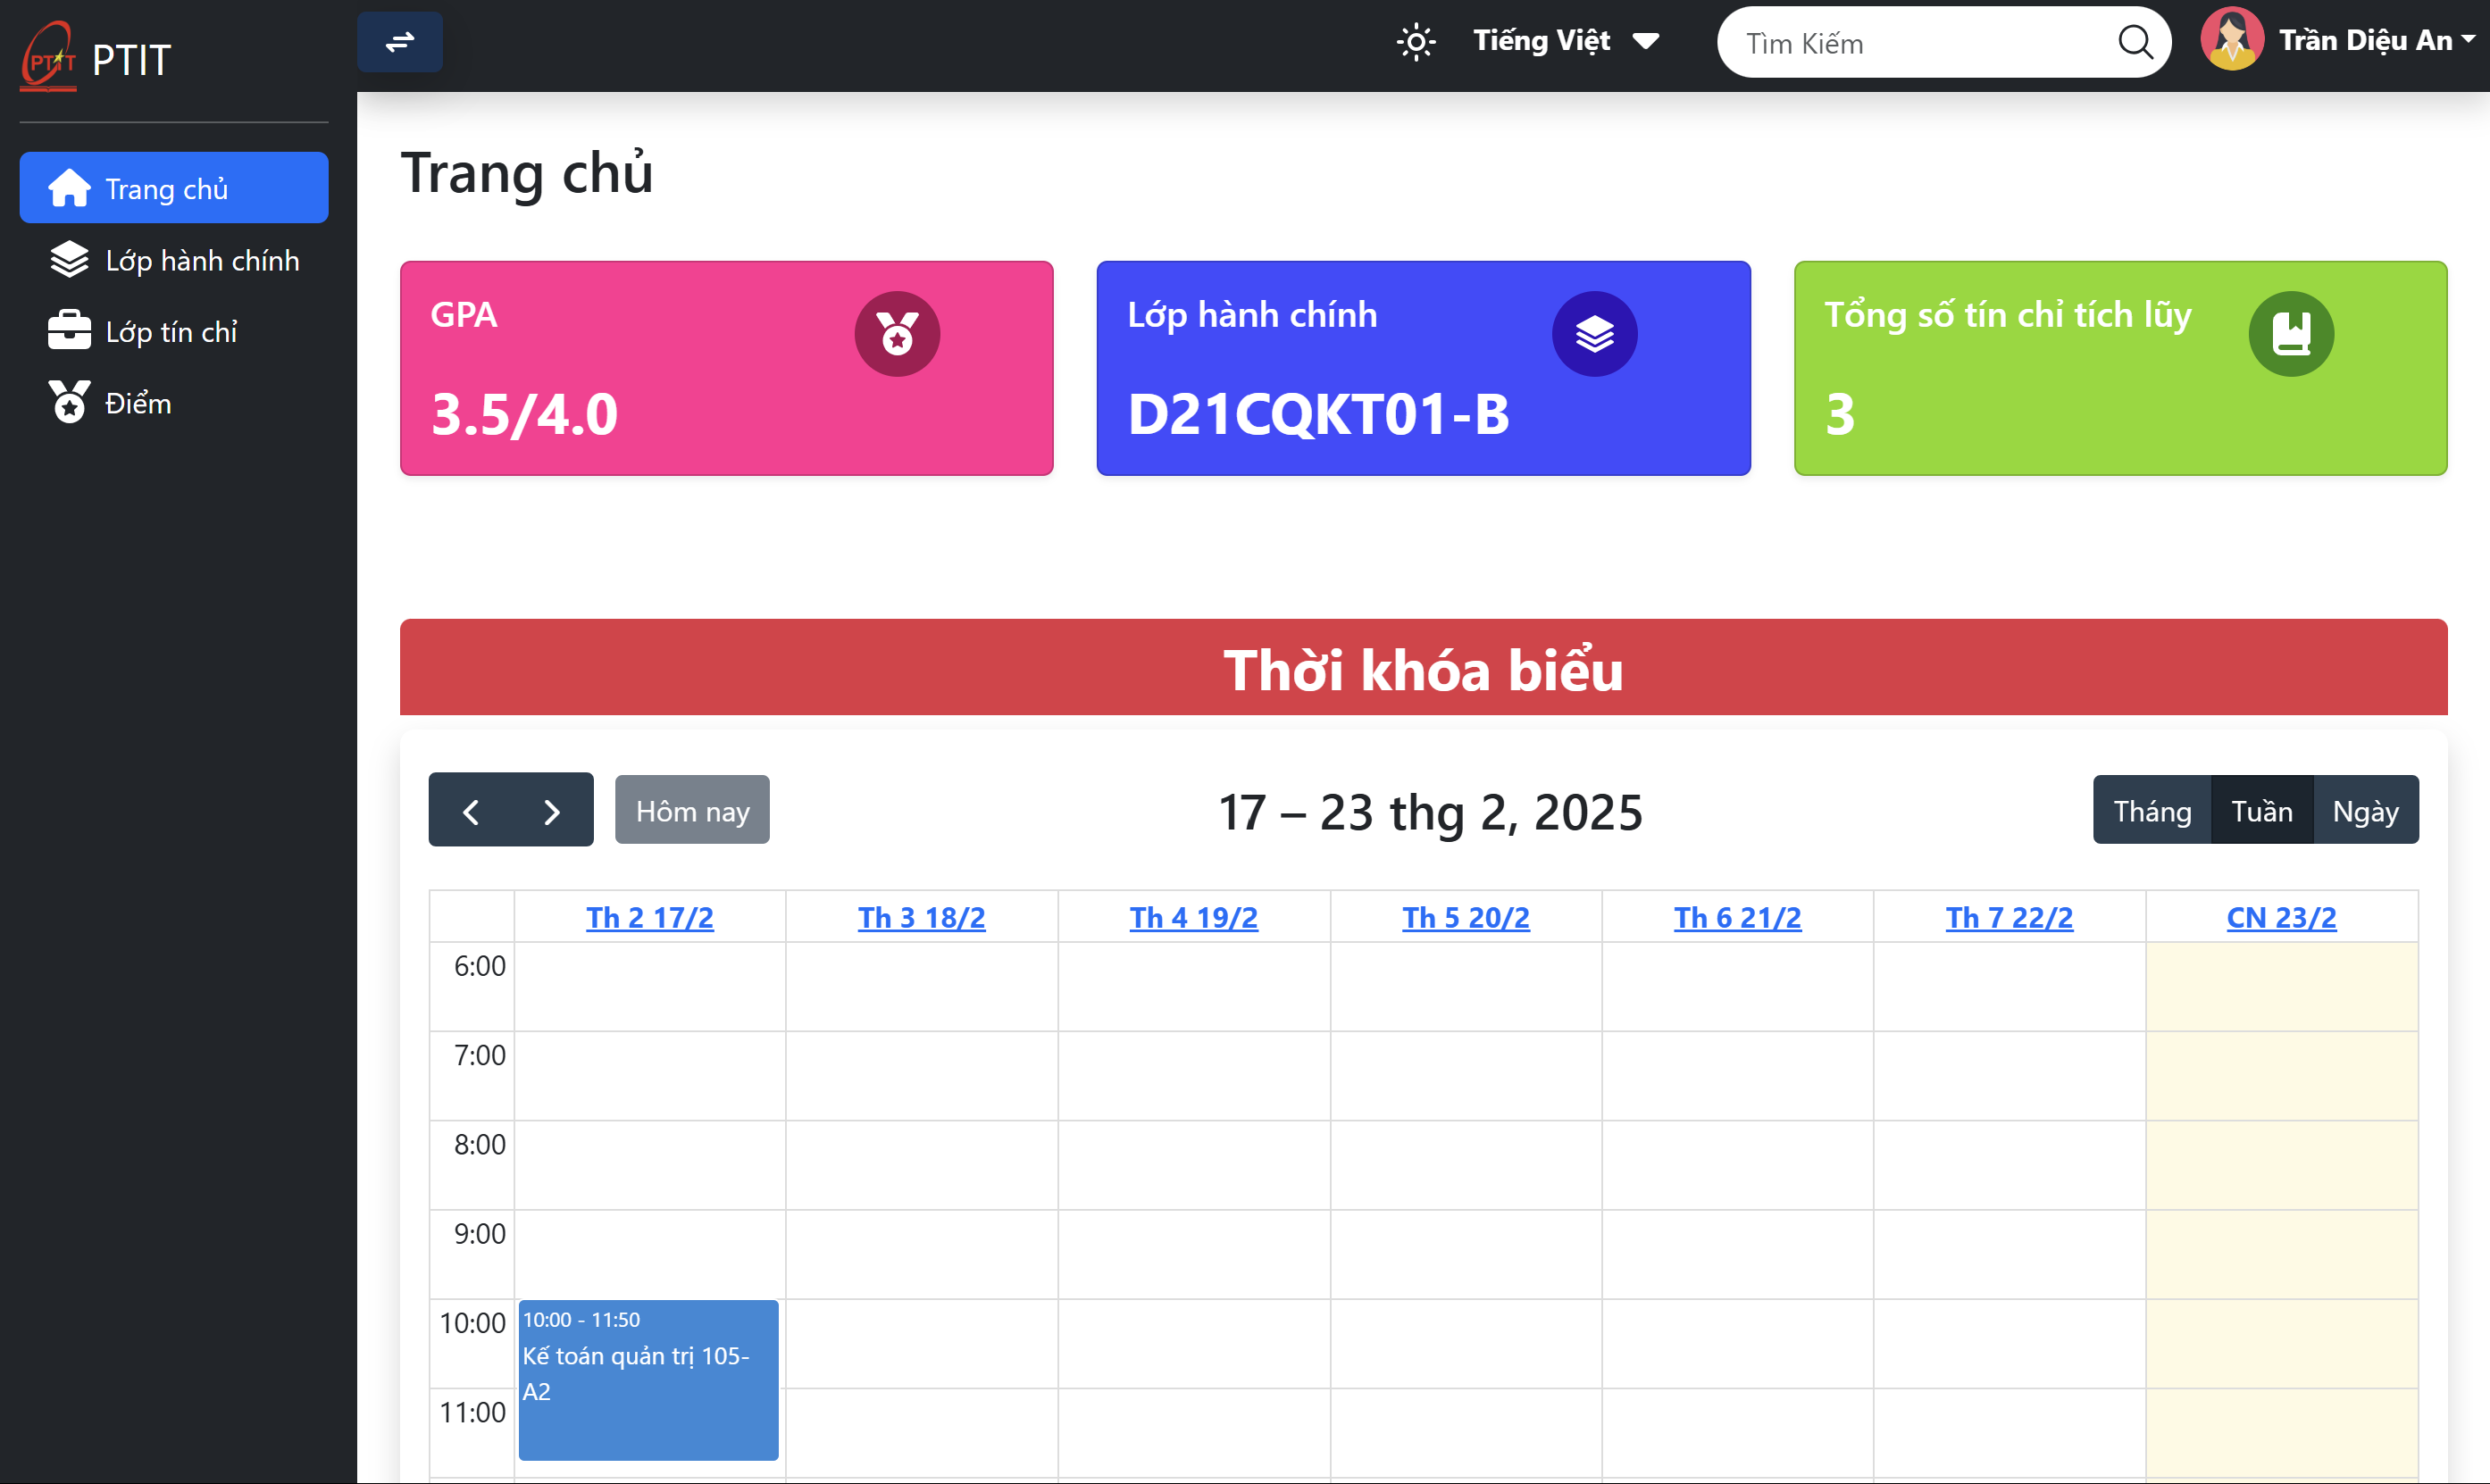 PTIT
PTIT
Tiếng Việt
Tìm Kiếm
Trần Diệu An
Trang chủ
Lớp hành chính
Lớp tín chỉ
Điểm
Trang chủ
GPA
3.5/4.0
Lớp hành chính
D21CQKT01-B
Tổng số tín chỉ tích lũy
3
Thời khóa biểu
Hôm nay
17 – 23 thg 2, 2025
Tháng
Tuần
Ngày
Th 2 17/2
Th 3 18/2
Th 4 19/2
Th 5 20/2
Th 6 21/2
Th 7 22/2
CN 23/2
6:00
7:00
8:00
9:00
10:00
10:00 - 11:50
Kế toán quản trị 105-
A2
11:00